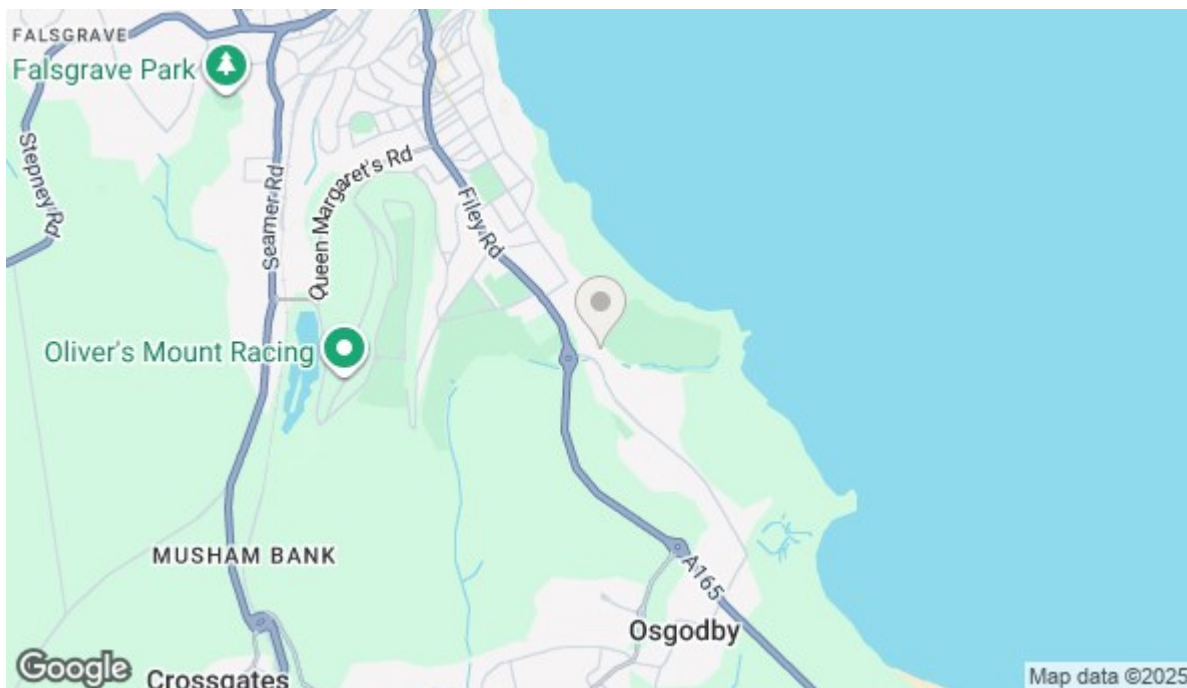 FALSGRAVE
Falsgrave Park
Stepney Rd
Seamer Rd
Queen Margaret's Rd
Filey Rd
Oliver's Mount Racing
MUSHAM BANK
A165
Osgodby
Crossgates
Google
Map data ©2025